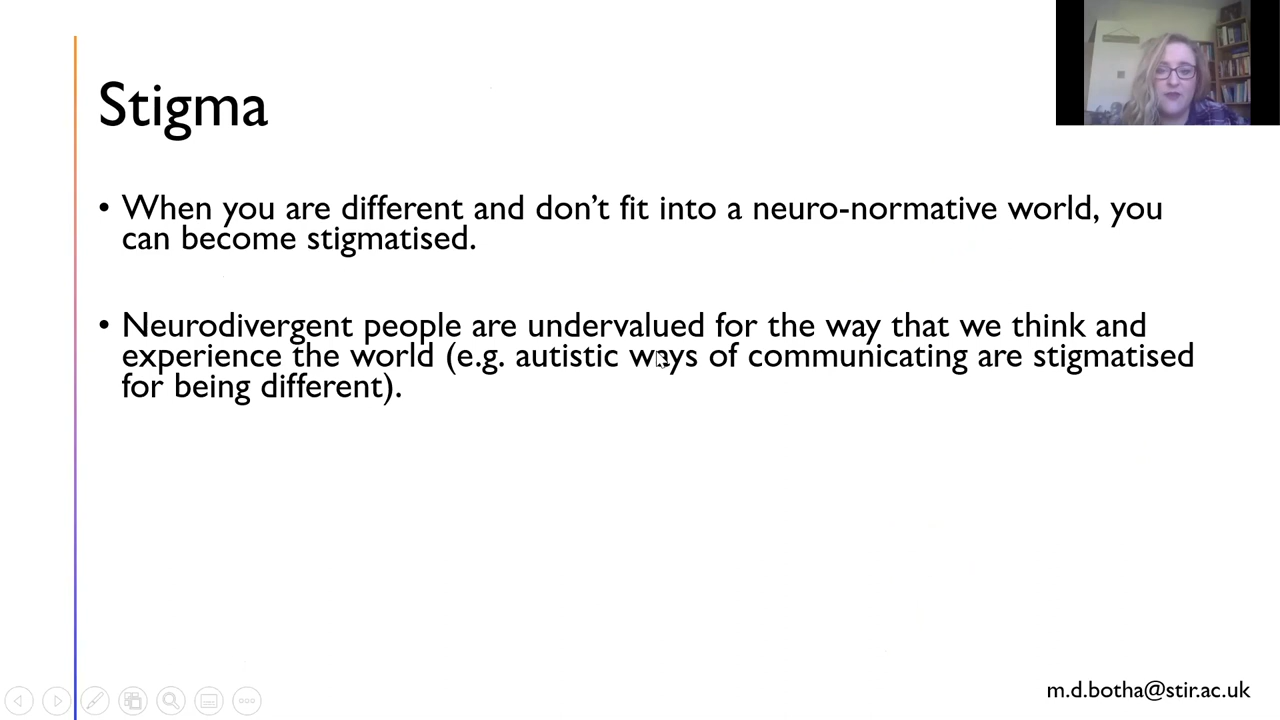 Stigma
• When you are different and don’t fit into a neuro-normative world, you
can become stigmatised.
• Neurodivergent people are undervalued for the way that we think and
experience the world (e.g. autistic ways of communicating are stigmatised
for being different).
m.d.botha@stir.ac.uk